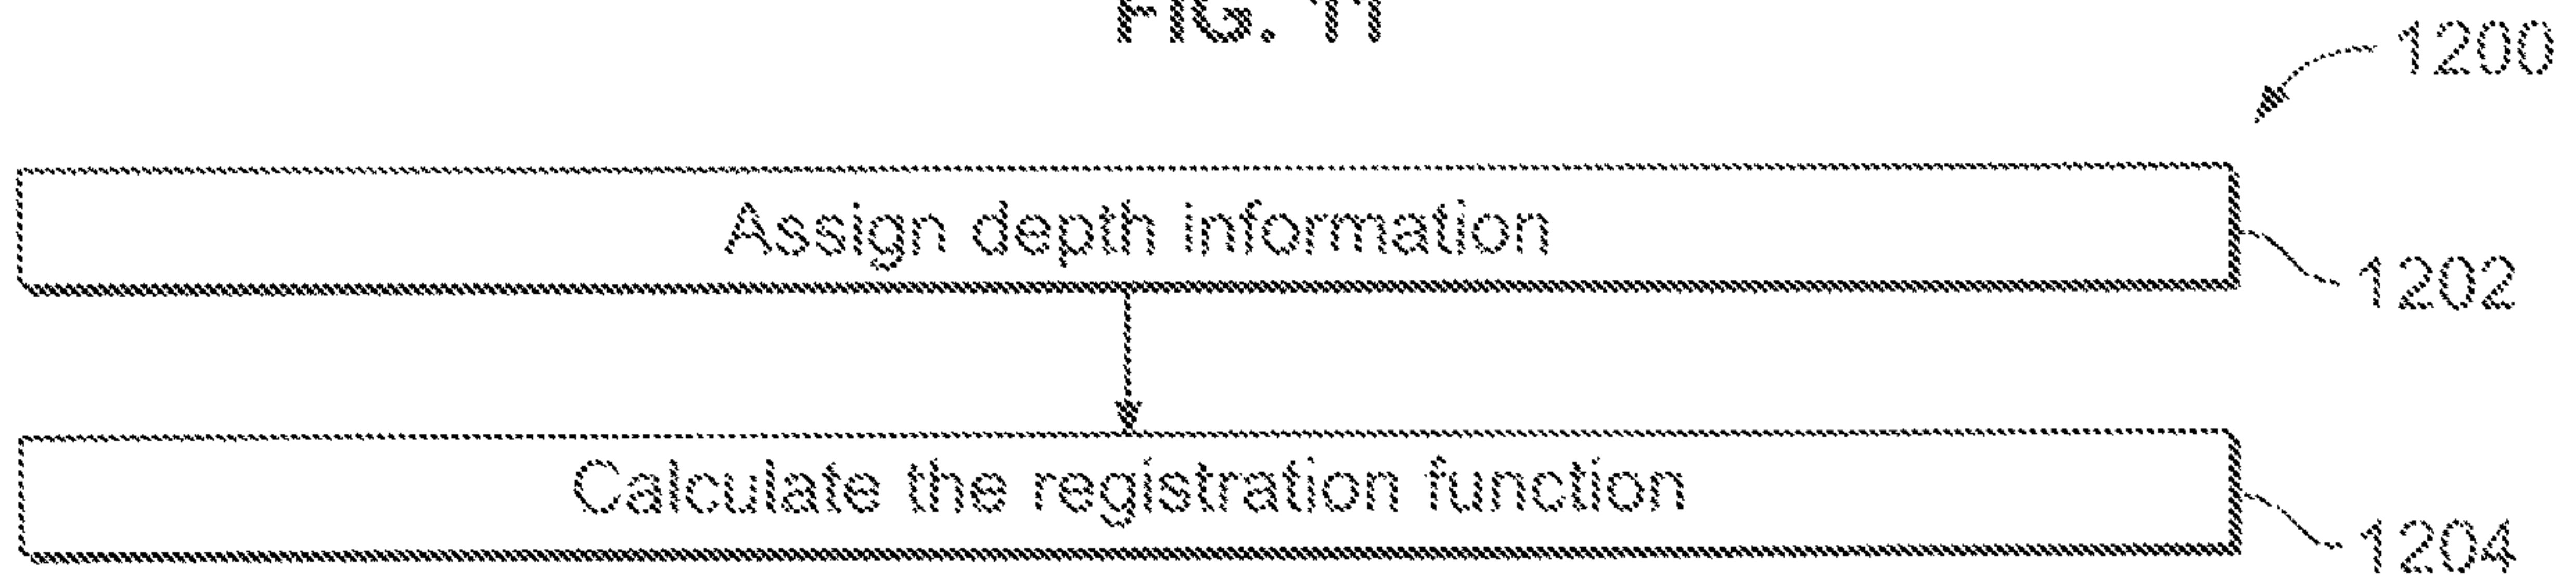 FIG. 11
1200
Assign depth information
1202
Calculate the registration function
1204